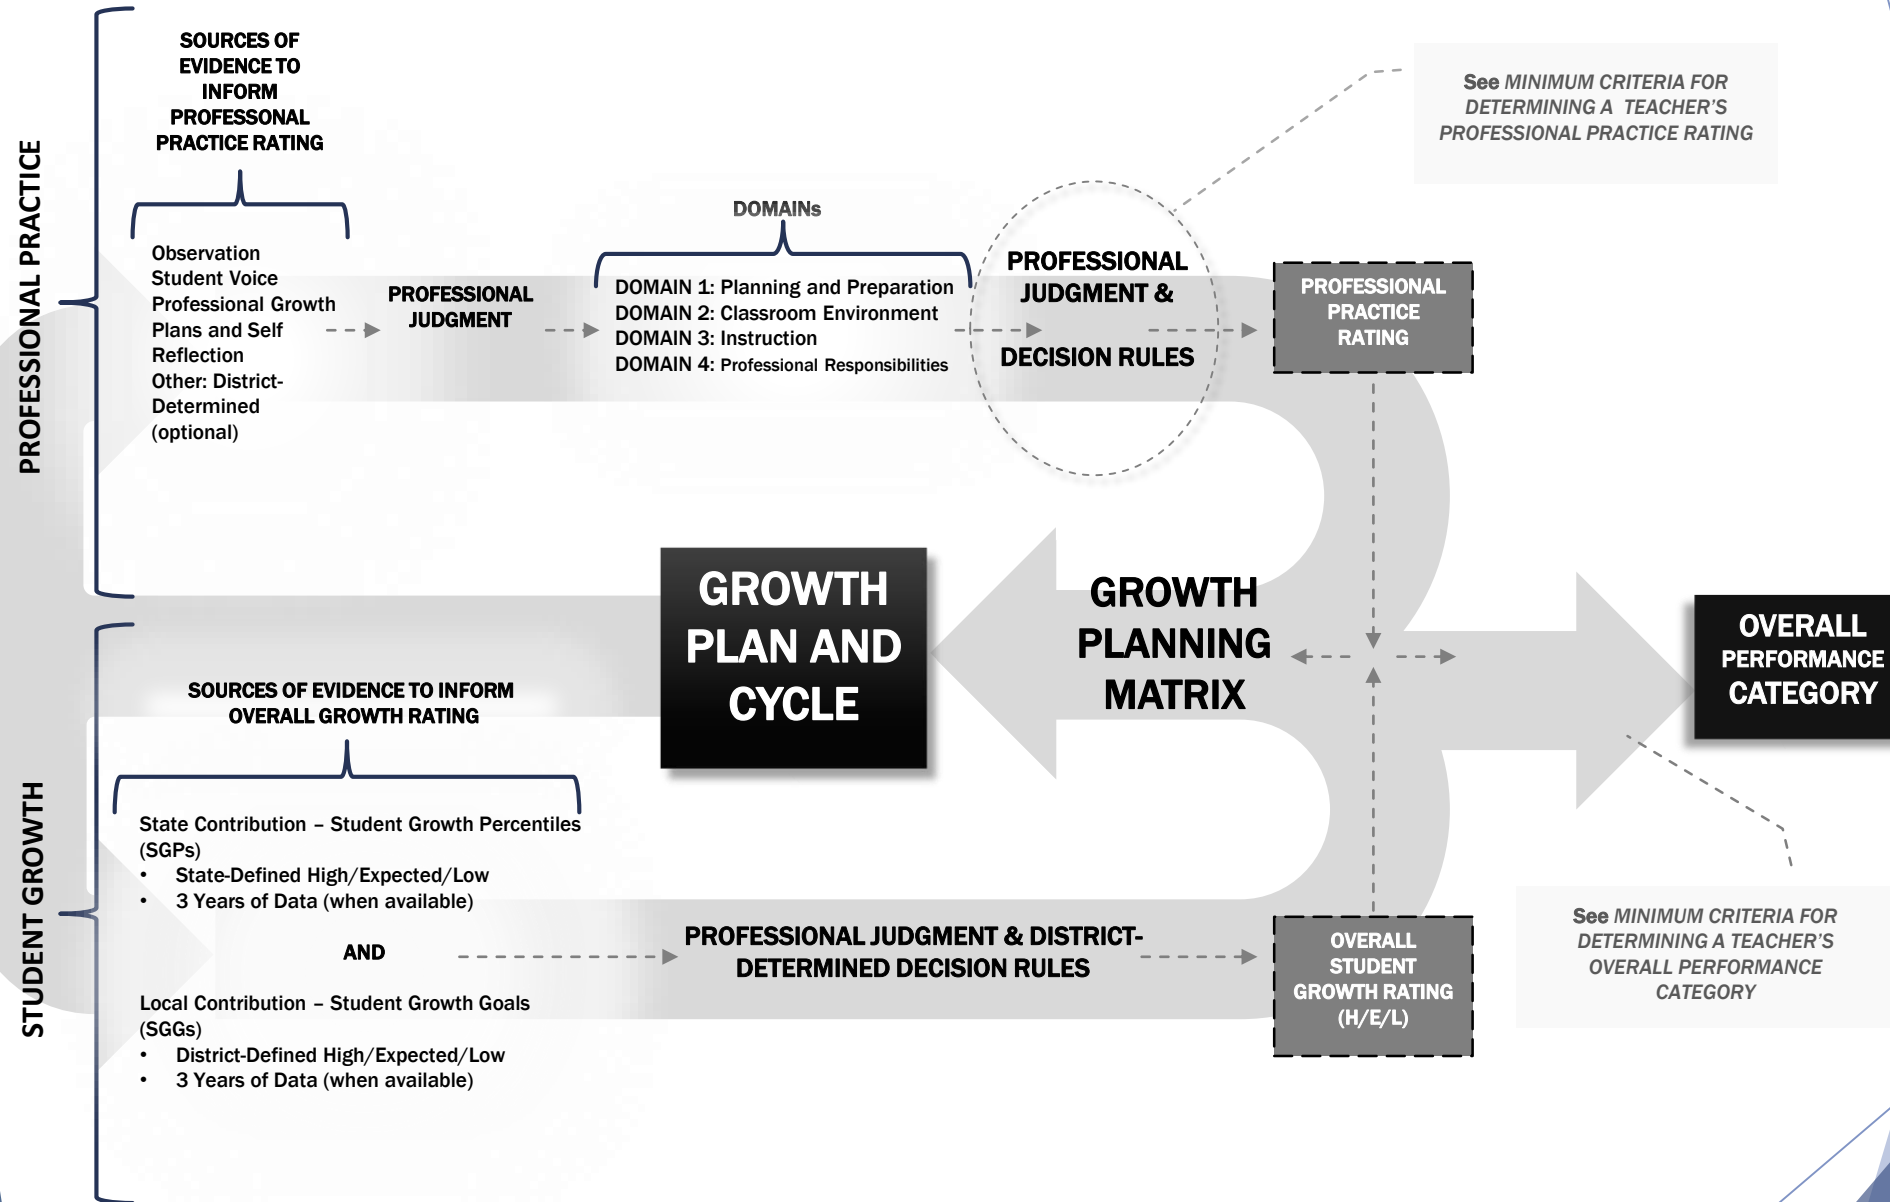 PROFESSIONAL PRACTICE
SOURCES OF
EVIDENCE TO
INFORM
PROFESSONAL
PRACTICE RATING
Observation
Student Voice
Professional Growth
Plans and Self
Reflection
Other: District-
Determined
(optional)
PROFESSIONAL
JUDGMENT
DOMAINs
DOMAIN 1: Planning and Preparation
DOMAIN 2: Classroom Environment
DOMAIN 3: Instruction
DOMAIN 4: Professional Responsibilities
PROFESSIONAL
JUDGMENT &
DECISION RULES
PROFESSIONAL
PRACTICE
RATING
See MINIMUM CRITERIA FOR
DETERMINING A TEACHER'S
PROFESSIONAL PRACTICE RATING
GROWTH
PLAN AND
CYCLE
GROWTH
PLANNING
MATRIX
OVERALL
PERFORMANCE
CATEGORY
STUDENT GROWTH
SOURCES OF EVIDENCE TO INFORM
OVERALL GROWTH RATING
State Contribution – Student Growth Percentiles
(SGPs)
• State-Defined High/Expected/Low
• 3 Years of Data (when available)
AND
Local Contribution – Student Growth Goals
(SGGs)
• District-Defined High/Expected/Low
• 3 Years of Data (when available)
PROFESSIONAL JUDGMENT & DISTRICT-
DETERMINED DECISION RULES
OVERALL
STUDENT
GROWTH RATING
(H/E/L)
See MINIMUM CRITERIA FOR
DETERMINING A TEACHER'S
OVERALL PERFORMANCE
CATEGORY